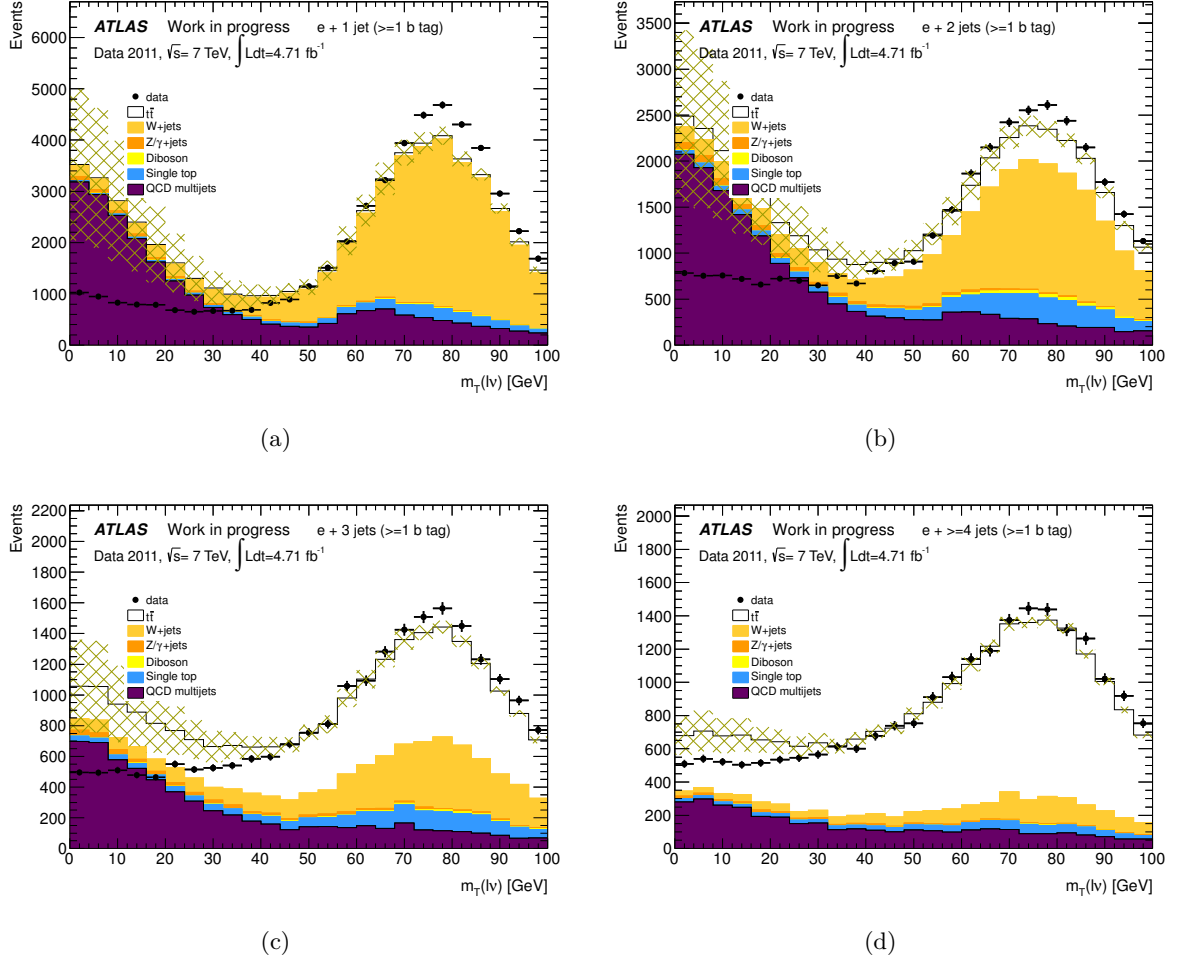 Events
6000
5000
4000
3000
2000
1000
0
ATLAS Work in progress e + 1 jet (>=1 b tag)
Data 2011, √s= 7 TeV, ∫Ldt=4.71 fb⁻¹
data
tt̄
W+jets
Z/γ+jets
Diboson
Single top
QCD multijets
0 10 20 30 40 50 60 70 80 90 100
m_T(lν) [GeV]
(a)
Events
3500
3000
2500
2000
1500
1000
500
0
ATLAS Work in progress e + 2 jets (>=1 b tag)
Data 2011, √s= 7 TeV, ∫Ldt=4.71 fb⁻¹
data
tt̄
W+jets
Z/γ+jets
Diboson
Single top
QCD multijets
0 10 20 30 40 50 60 70 80 90 100
m_T(lν) [GeV]
(b)
Events
2200
2000
1800
1600
1400
1200
1000
800
600
400
200
0
ATLAS Work in progress e + 3 jets (>=1 b tag)
Data 2011, √s= 7 TeV, ∫Ldt=4.71 fb⁻¹
data
tt̄
W+jets
Z/γ+jets
Diboson
Single top
QCD multijets
0 10 20 30 40 50 60 70 80 90 100
m_T(lν) [GeV]
(c)
Events
2000
1800
1600
1400
1200
1000
800
600
400
200
0
ATLAS Work in progress e + >=4 jets (>=1 b tag)
Data 2011, √s= 7 TeV, ∫Ldt=4.71 fb⁻¹
data
tt̄
W+jets
Z/γ+jets
Diboson
Single top
QCD multijets
0 10 20 30 40 50 60 70 80 90 100
m_T(lν) [GeV]
(d)